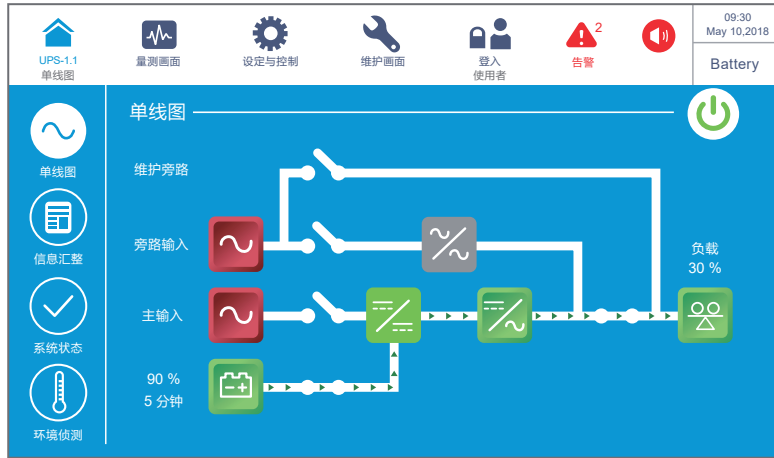 UPS-1.1
单线图
量测画面
设定与控制
维护画面
登入
使用者
2
告警
09:30
May 10,2018
Battery
单线图
信息汇整
系统状态
环境侦测
单线图
维护旁路
旁路输入
主输入
90 %
5 分钟
负载
30 %